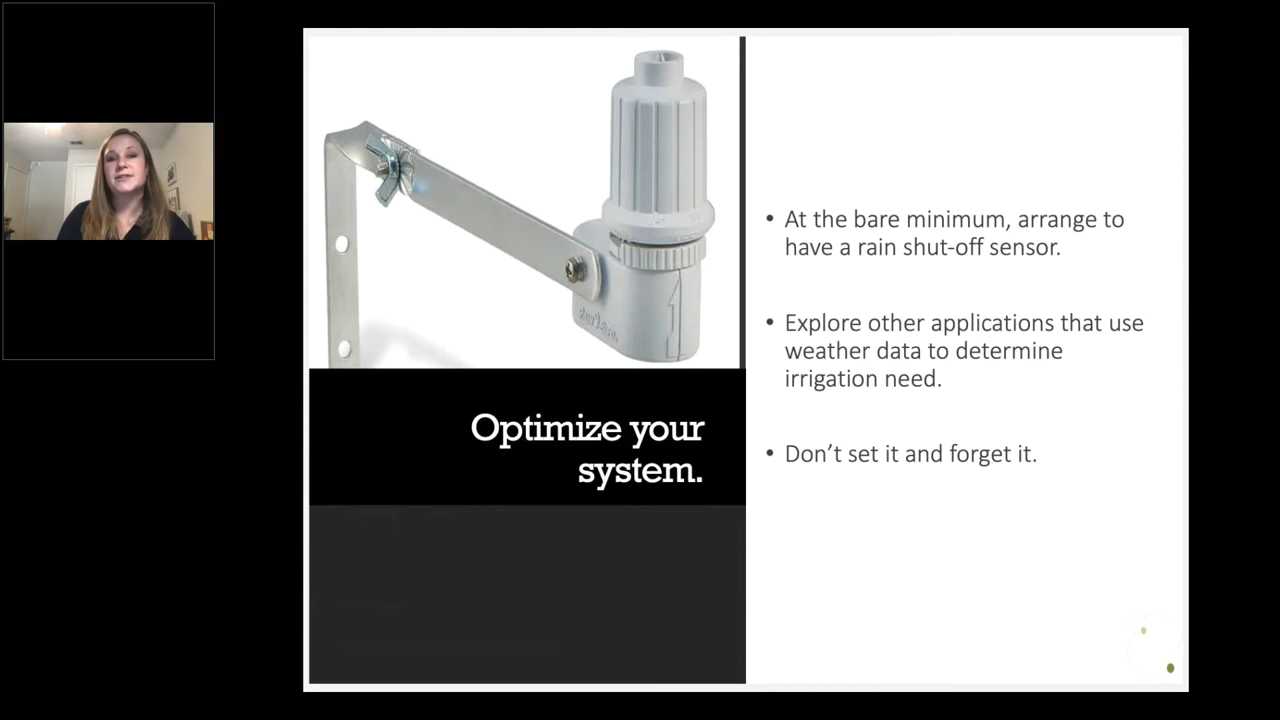 Optimize your
system.
• At the bare minimum, arrange to
have a rain shut-off sensor.
• Explore other applications that use
weather data to determine
irrigation need.
• Don’t set it and forget it.